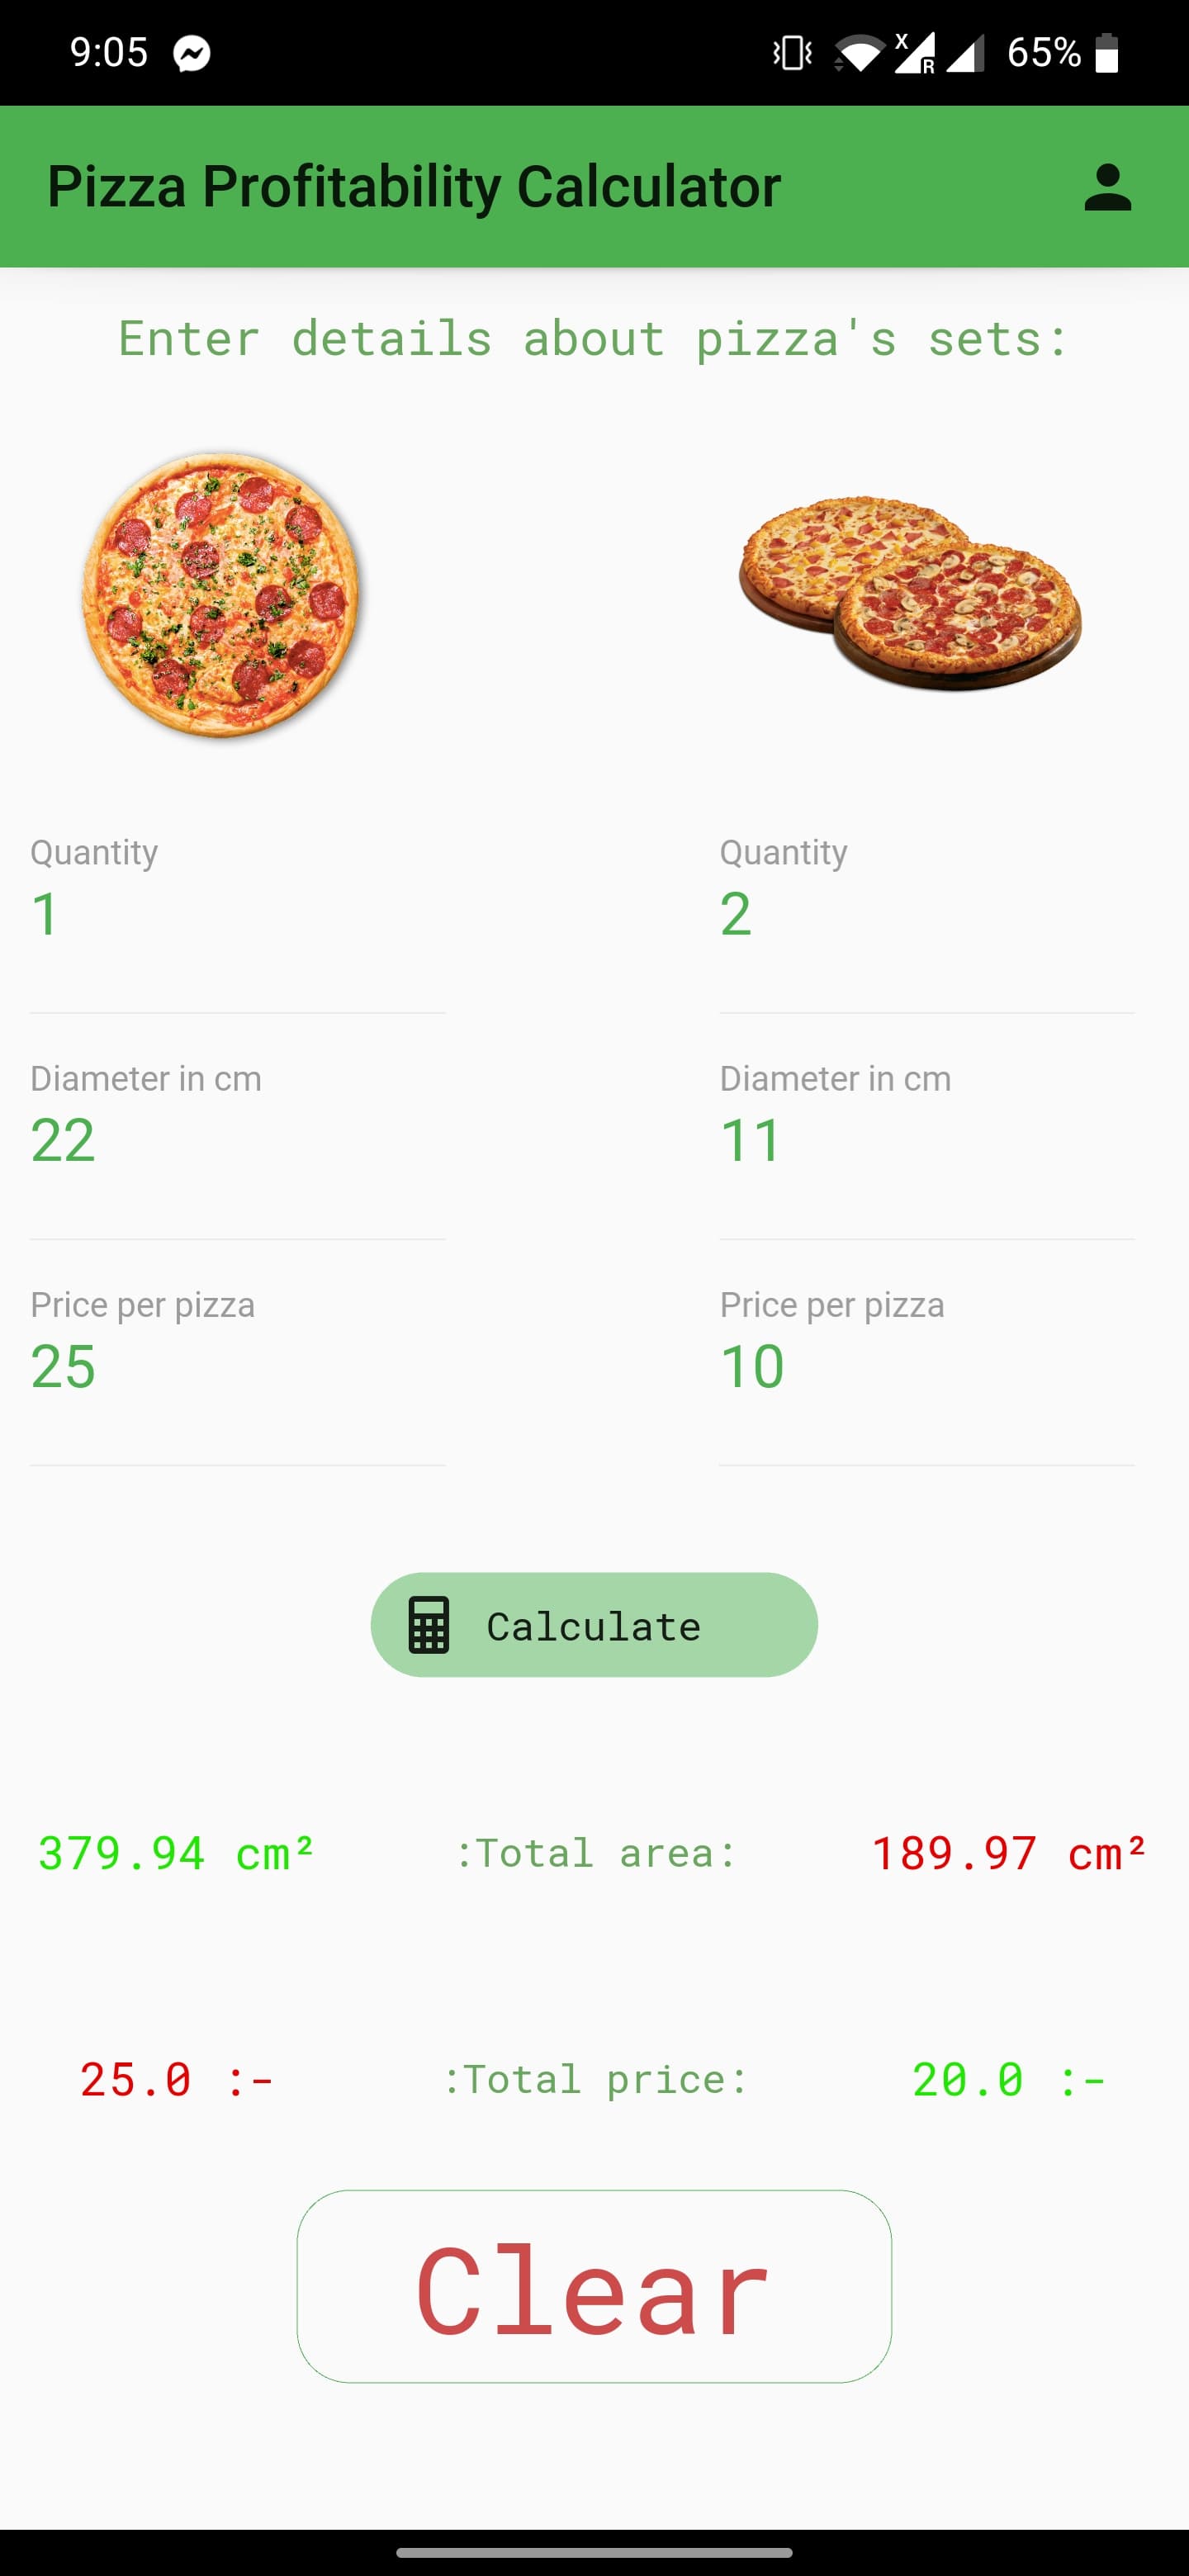 9:05
X
R
65%
Pizza Profitability Calculator
Enter details about pizza's sets:
Quantity
1
Quantity
2
Diameter in cm
22
Diameter in cm
11
Price per pizza
25
Price per pizza
10
Calculate
379.94 cm² :Total area: 189.97 cm²
25.0 :- :Total price: 20.0 :-
Clear